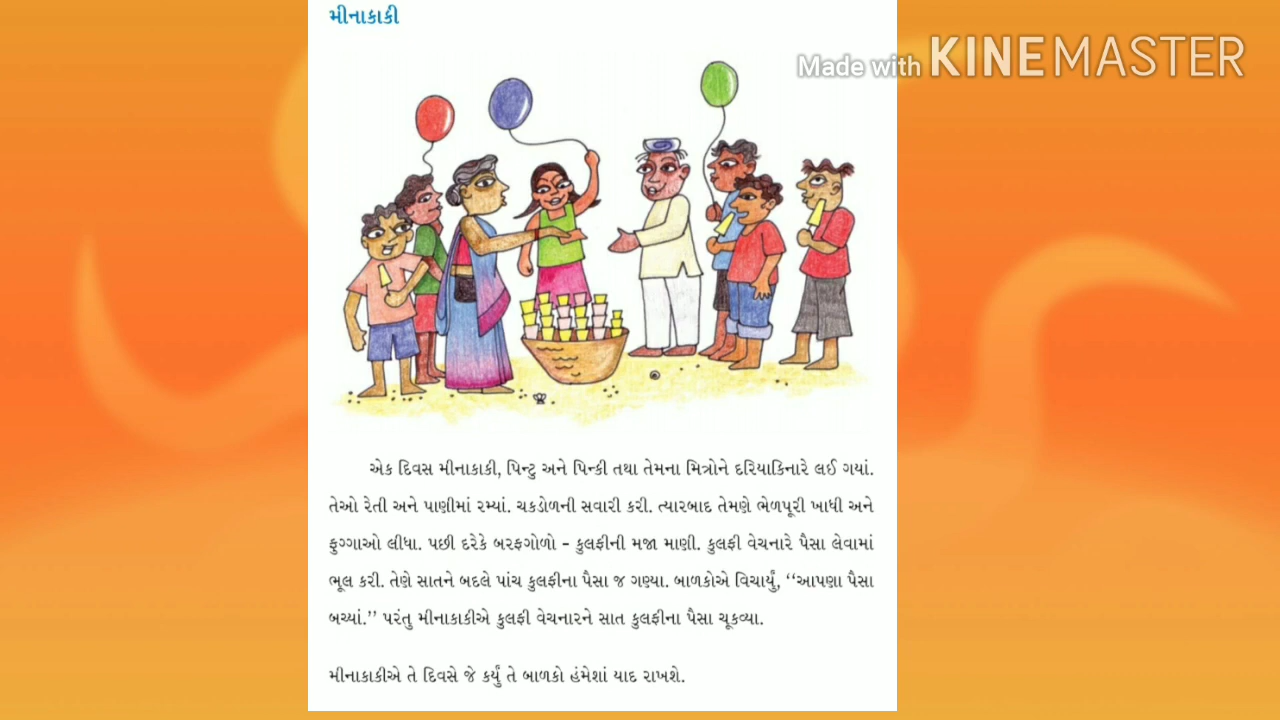 મીનાકાકી
Made with KINEMASTER
એક દિવસ મીનાકાકી, પિન્ટુ અને પિન્કી તથા તેમના મિત્રોને દરિયાકિનારે લઈ ગયાં.
તેઓ રેતી અને પાણીમાં રમ્યાં. ચકડોળની સવારી કરી. ત્યારબાદ તેમણે ભેળપૂરી ખાધી અને
ફુગ્ગાઓ લીધા. પછી દરેકે બરફગોળો - કુલફીની મજા માણી. કુલફી વેચનારે પૈસા લેવામાં
ભૂલ કરી. તેણે સાતને બદલે પાંચ કુલફીના પૈસા જ ગણ્યા. બાળકોએ વિચાર્યું, ‘‘આપણા પૈસા
બચ્યાં.’’ પરંતુ મીનાકાકીએ કુલફી વેચનારને સાત કુલફીના પૈસા ચૂકવ્યા.
મીનાકાકીએ તે દિવસે જે કર્યું તે બાળકો હંમેશાં યાદ રાખશે.